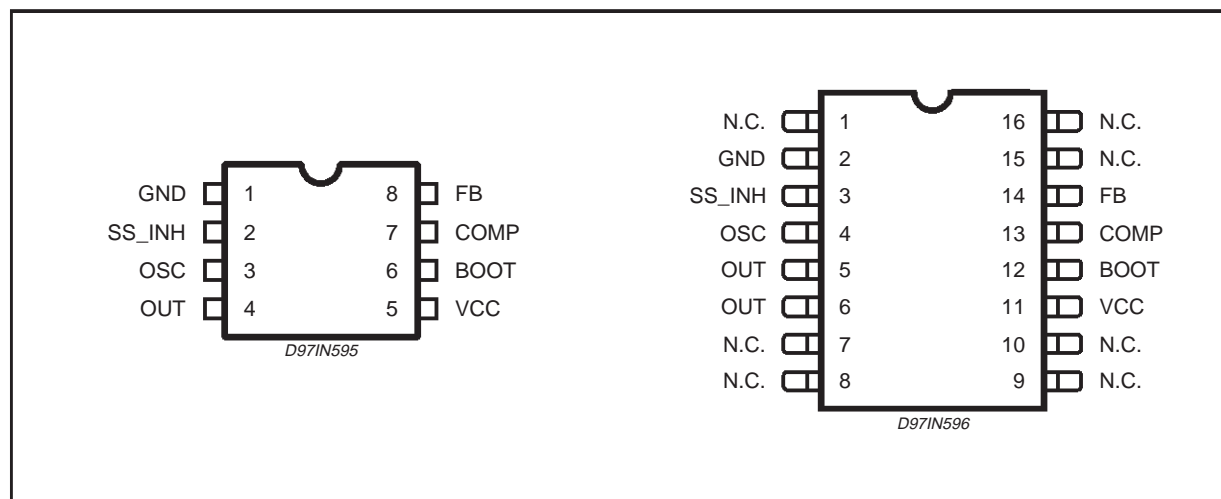 GND 1 8 FB
SS_INH 2 7 COMP
OSC 3 6 BOOT
OUT 4 5 VCC
D97IN595
N.C. 1 16 N.C.
GND 2 15 N.C.
SS_INH 3 14 FB
OSC 4 13 COMP
OUT 5 12 BOOT
OUT 6 11 VCC
N.C. 7 10 N.C.
N.C. 8 9 N.C.
D97IN596